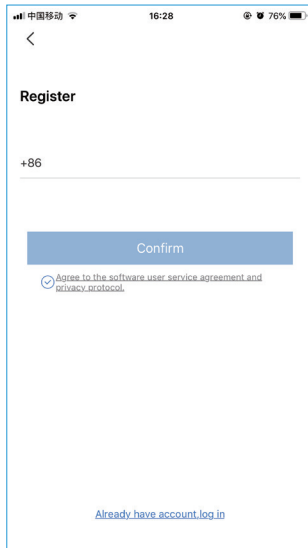 中国移动 16:28 76%
Register
+86
Confirm
Agree to the software user service agreement and
privacy protocol.
Already have account,log in